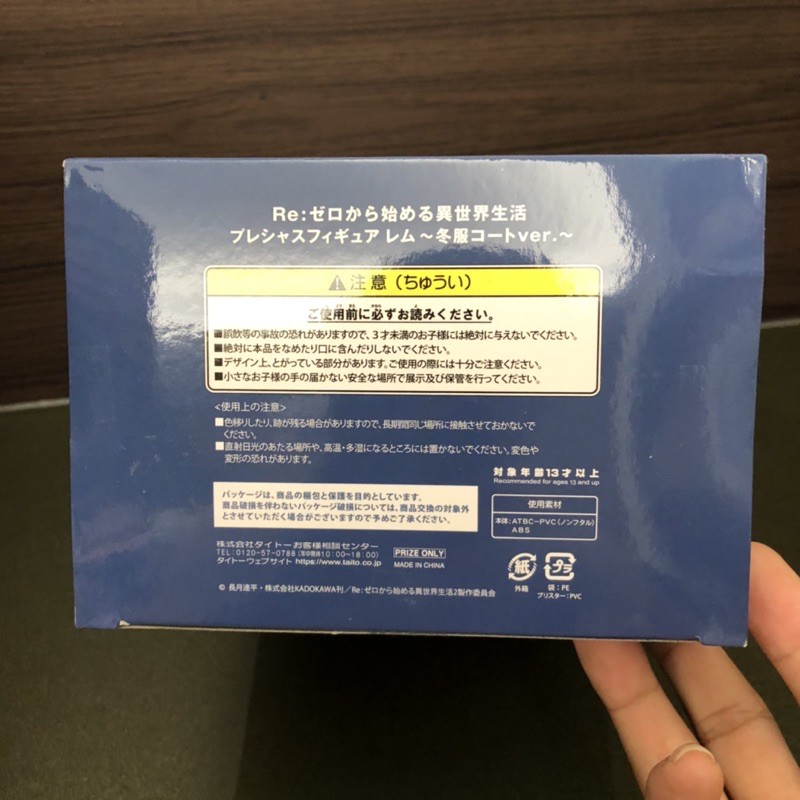 Re:ゼロから始める異世界生活
プレシャスフィギュア レム ～冬服コートver.～
注意（ちゅうい）
ご使用前に必ずお読みください。
■誤飲等の事故の恐れがありますので、3才未満のお子様には絶対に与えないでください。
■絶対に本品をなめたり口に含んだりしないでください。
■デザイン上、とがっている部分があります。ご使用の際には十分ご注意ください。
■小さなお子様の手の届かない安全な場所で展示及び保管を行ってください。
<使用上の注意>
■色移りしたり、跡が残る場合がありますので、長期間同じ場所に接触させておかないで
ください。
■直射日光のあたる場所や、高温・多湿になるところには置かないでください。変色や
変形の恐れがあります。
対象年齢13才以上
Recommended for ages 13 and up
パッケージは、商品の梱包と保護を目的としています。
商品破損を伴わないパッケージ破損については、商品交換の対象外
とさせていただく場合がございますので予めご了承ください。
使用素材
本体：ATBC-PVC(ノンフタル)
ABS
株式会社タイトーお客様相談センター
TEL：0120-57-0788（年中無休10:00～18:00）
タイトーウェブサイト https://www.taito.co.jp
PRIZE ONLY
MADE IN CHINA
紙
外箱
プラ
袋：PE
ブリスター：PVC
© 長月達平・株式会社KADOKAWA刊／Re:ゼロから始める異世界生活2製作委員会